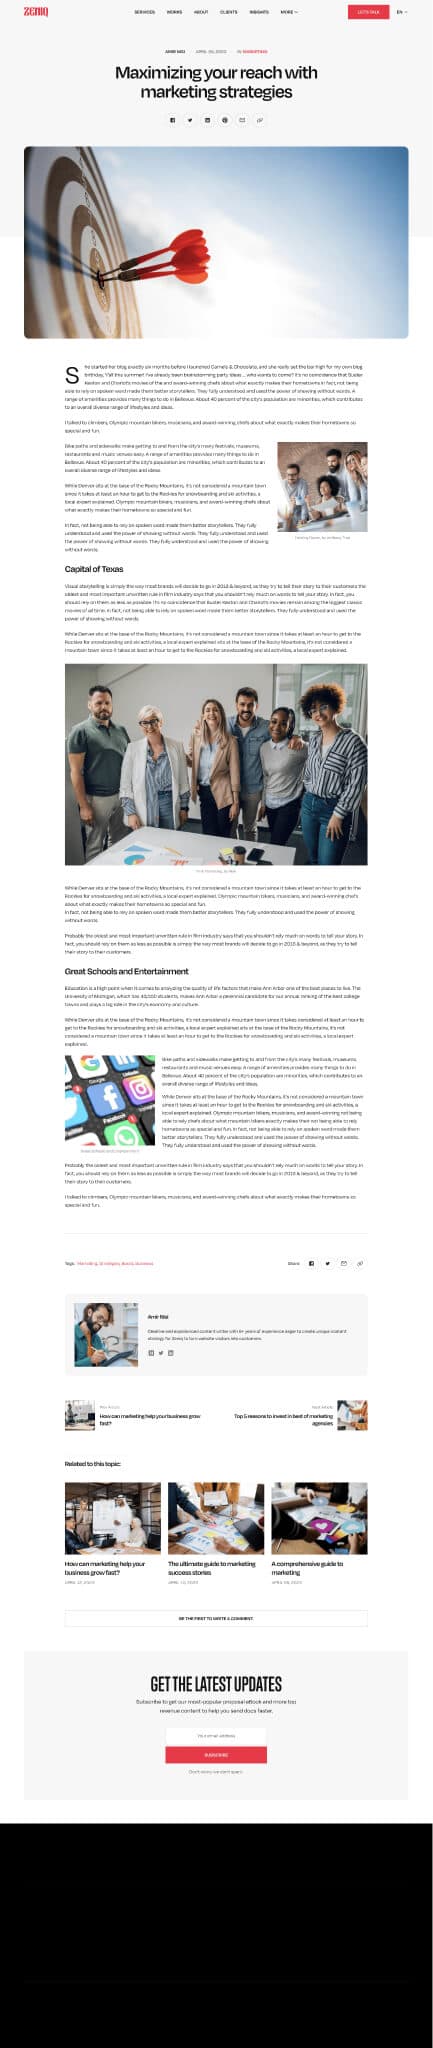 ZERIQ
SERVICES WORKS ABOUT CLIENTS INSIGHTS MORE
LET'S TALK
EN
AMIR NISI APRIL 2023 IN MARKETING
Maximizing your reach with
marketing strategies
She started her blog exactly six months before I launched Camels & Chocolate, and she really set the bar high for my own blog
birthday. Y'all this summer! I've already been brainstorming party ideas ... who wants to come? It's no coincidence that Buster
Keaton and Charlot's movies of the and award-winning chefs about what exactly makes their hometowns in fact, not being
able to rely on spoken word made them better storytellers. They fully understood and used the power of showing without words. A
range of amenities provides many things to do in Bellevue. About 40 percent of the city's population are minorities, which contributes
to an overall diverse range of lifestyles and ideas.
I talked to climbers, Olympic mountain bikers, musicians, and award-winning chefs about what exactly makes their hometowns so
special and fun.
Bike paths and sidewalks make getting to and from the city's many festivals, museums,
restaurants and music venues easy. A range of amenities provides many things to do in
Bellevue. About 40 percent of the city's population was minorities, which contributes to an
overall diverse range of lifestyle and ideas.
While Denver sits at the base of the Rocky Mountains, it's not considered a mountain town
since it takes at least an hour to get to the Rockies for snowboarding and ski activities, a
local expert explained. Olympic mountain bikers, musicians, and award-winning chefs about
what exactly makes their hometowns so special and fun.
In fact, not being able to rely on spoken word made them better storytellers. They fully
understood and used the power of showing without words. They fully understood and used
the power of showing without words. They fully understood and used the power of showing
without words.
Capital of Texas
Visual storytelling is simply the way most brands will decide to go in 2018 & beyond, as they try to tell their story to their customers the
oldest and most important unwritten rule in film industry says that you shouldn't rely much on words to tell your story. In fact, you
should rely on them as less as possible. It's no coincidence that Buster Keaton and Charlot's movies remain among the biggest classic
movies of all time. In fact, not being able to rely on spoken word made them better storytellers. They fully understood and used the
power of showing without words.
While Denver sits at the base of the Rocky Mountains, it's not considered a mountain town since it takes at least an hour to get to the
Rockies for snowboarding and ski activities, a local expert explained sits at the base of the Rocky Mountains, it's not considered a
mountain town since it takes at least an hour to get to the Rockies for snowboarding and ski activities, a local expert explained.
While Denver sits at the base of the Rocky Mountains, it's not considered a mountain town since it takes at least an hour to get to the
Rockies for snowboarding and ski activities, a local expert explained. Olympic mountain bikers, musicians, and award-winning chefs
about what exactly makes their hometowns so special and fun.
In fact, not being able to rely on spoken word made them better storytellers. They fully understood and used the power of showing
without words.
Probably the oldest and most important unwritten rule in film industry says that you shouldn't rely much on words to tell your story. In
fact, you should rely on them as less as possible is simply the way most brands will decide to go in 2018 & beyond, as they try to tell
their story to their customers.
Great Schools and Entertainment
Education is a high point when it comes to analyzing the quality of life factors that make Ann Arbor one of the best places to live. The
University of Michigan, which has 40,000 students, makes Ann Arbor a perennial candidate for our annual ranking of the best college
towns and plays a big role in the city's economy and culture.
While Denver sits at the base of the Rocky Mountains, it's not considered a mountain town since it takes considered at least an hour to
get to the Rockies for snowboarding and ski activities, a local expert explained sits at the base of the Rocky Mountains, it's not
considered a mountain town since it takes at least an hour to get to the Rockies for snowboarding and ski activities, a local expert
explained.
Bike paths and sidewalks make getting to and from the city's many festivals, museums,
restaurants and music venues easy. A range of amenities provides many things to do in
Bellevue. About 40 percent of the city's population was minorities, which contributes to an
overall diverse range of lifestyles and ideas.
While Denver sits at the base of the Rocky Mountains, it's not considered a mountain town
since it takes at least an hour to get to the Rockies for snowboarding and ski activities, a
local expert explained. Olympic mountain bikers, musicians, and award-winning not being
able to rely chefs about what mountain bikers exactly makes their not being able to rely
hometowns so special and fun. In fact, not being able to rely on spoken word made them
better storytellers. They fully understood and used the power of showing without words.
They fully understood and used the power of showing without words.
Google
Facebook
Probably the oldest and most important unwritten rule in film industry says that you shouldn't rely much on words to tell your story. In
fact, you should rely on them as less as possible is simply the way most brands will decide to go in 2018 & beyond, as they try to tell
their story to their customers.
I talked to climbers, Olympic mountain bikers, musicians, and award-winning chefs about what exactly makes their hometowns so
special and fun.
Tags: Marketing, Strategies, Boost, Business
Share:
Amir Nisi
Creative and experienced content writer with 6+ years of experience eager to create unique content
strategy for Zeriq to turn website visitors into customers.
Prev Article
How can marketing help your business grow
fast?
Next Article
Top 5 reasons to invest in best of marketing
agencies
Related to this topic:
How can marketing help your
business grow fast?
APRIL 12, 2023
The ultimate guide to marketing
success stories
APRIL 10, 2023
A comprehensive guide to
marketing
APRIL 08, 2023
BE THE FIRST TO WRITE A COMMENT.
GET THE LATEST UPDATES
Subscribe to get our most-popular proposal eBook and more top
revenue content to help you send docs faster.
Your email address
SUBSCRIBE
Don't worry we don't spam